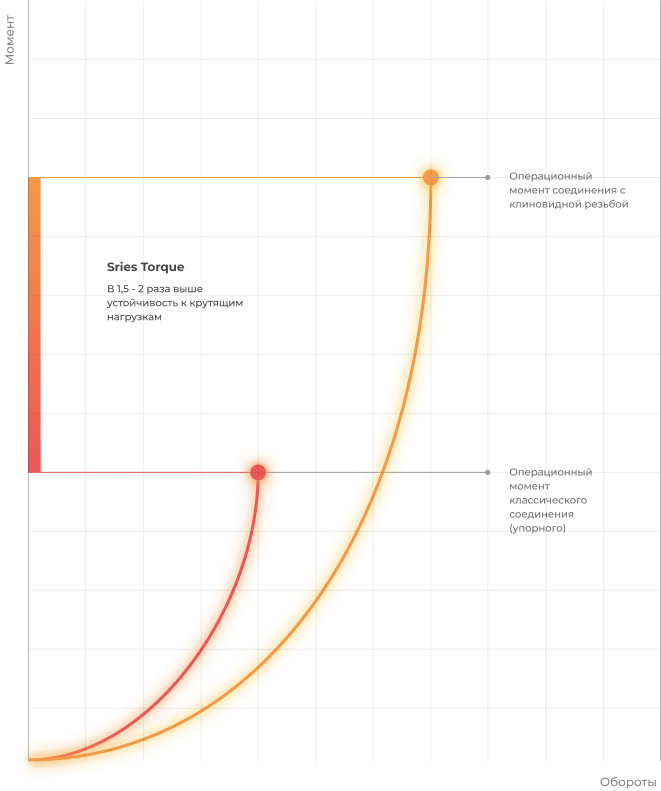 Момент
Операционный
момент соединения с
клиновидной резьбой
Sries Torque
В 1,5 - 2 раза выше
устойчивость к крутящим
нагрузкам
Операционный
момент
классического
соединения
(упорного)
Обороты